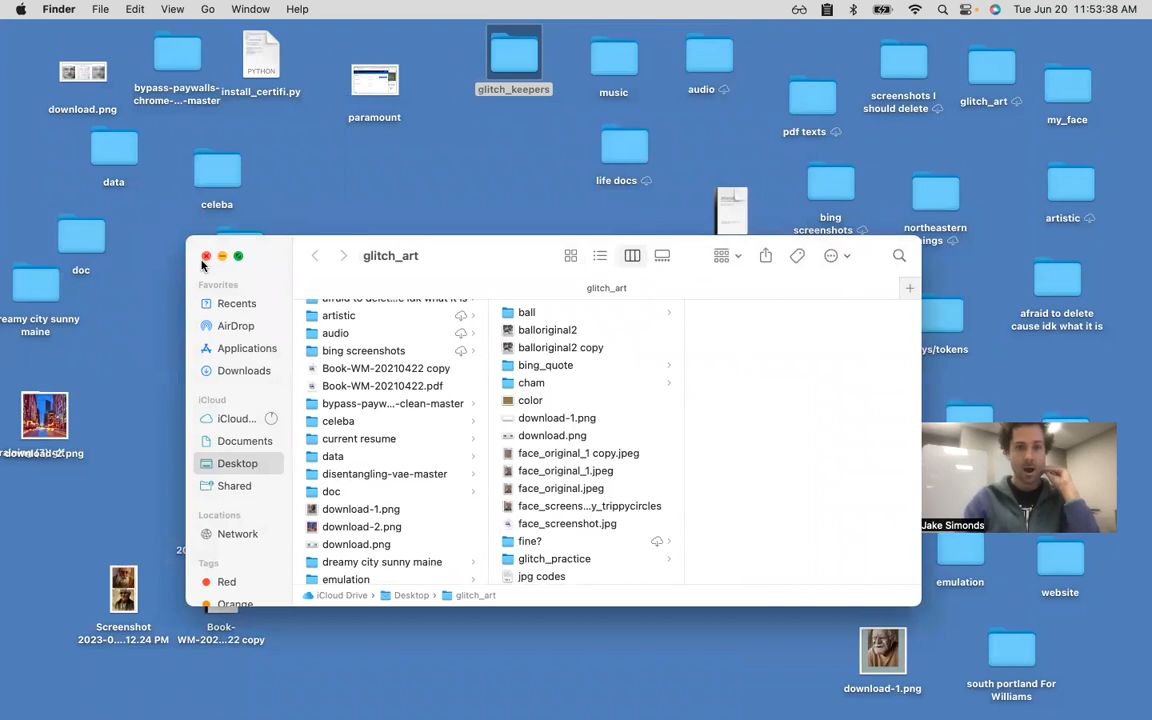 Finder File Edit View Go Window Help
Tue Jun 20 11:53:38 AM
download.png
bypass-paywalls-
chrome-...-master
PYTHON
install_certifi.py
paramount
glitch_keepers
music
audio
pdf texts
screenshots I
should delete
glitch_art
my_face
data
celeba
life docs
bing
screenshots
northeastern
artistic
doc
sunny
maine
afraid to delete
cause idk what it is
ys/tokens
glitch_art
glitch_art
Favorites
Recents
AirDrop
Applications
Downloads
iCloud
iCloud...
Documents
Desktop
Shared
Locations
Network
Tags
Red
Orange
artistic
audio
bing screenshots
Book-WM-20210422 copy
Book-WM-20210422.pdf
bypass-payw...-clean-master
celeba
current resume
data
disentangling-vae-master
doc
download-1.png
download-2.png
download.png
dreamy city sunny maine
emulation
ball
balloriginal2
balloriginal2 copy
bing_quote
cham
color
download-1.png
download.png
face_original_1 copy.jpeg
face_original_1.jpeg
face_original.jpeg
face_screens...y_trippycircles
face_screenshot.jpg
fine?
glitch_practice
jpg codes
iCloud Drive › Desktop › glitch_art
Jake Simonds
Screenshot
2023-0....12.24 PM
Book-
WM-202...22 copy
emulation
website
download-1.png
south portland For
Williams